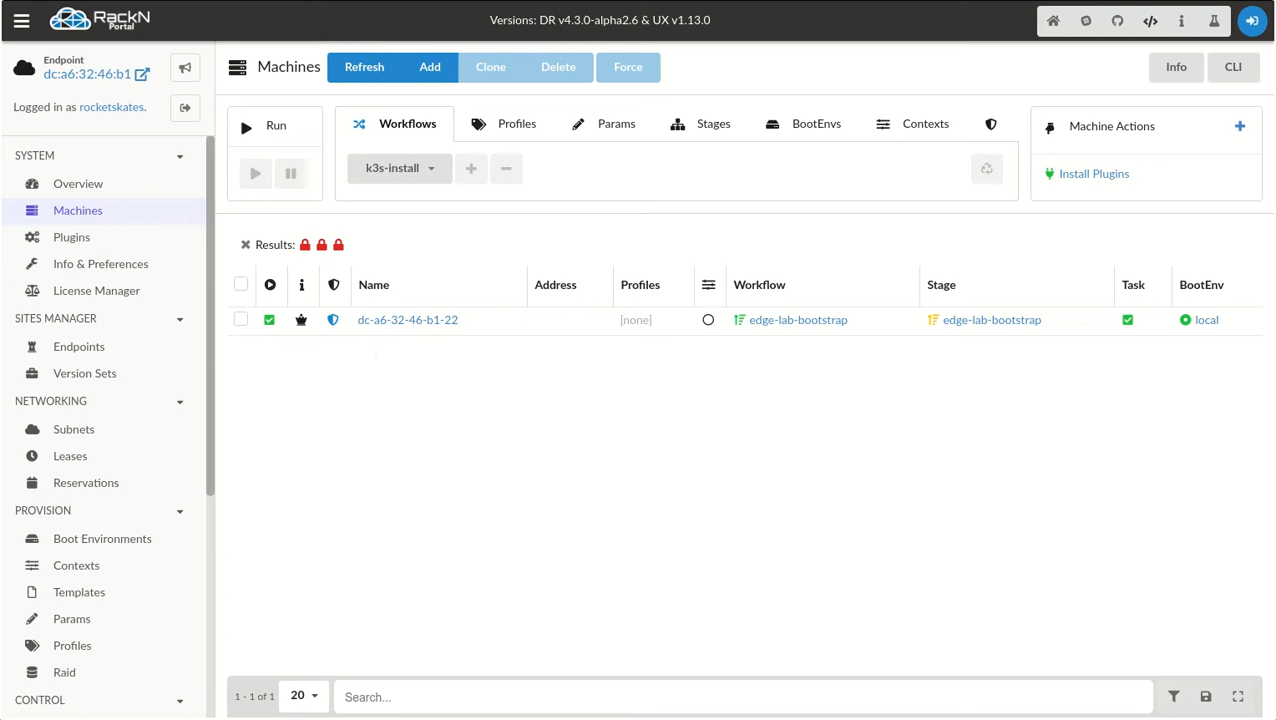 RackN
Portal
Versions: DR v4.3.0-alpha2.6 & UX v1.13.0
Endpoint
dc:a6:32:46:b1
Logged in as rocketskates.
Machines
Refresh
Add
Clone
Delete
Force
Info
CLI
Run
Workflows
Profiles
Params
Stages
BootEnvs
Contexts
k3s-install
Machine Actions
Install Plugins
SYSTEM
Overview
Machines
Plugins
Info & Preferences
License Manager
SITES MANAGER
Endpoints
Version Sets
NETWORKING
Subnets
Leases
Reservations
PROVISION
Boot Environments
Contexts
Templates
Params
Profiles
Raid
CONTROL
Results:
Name Address Profiles Workflow Stage Task BootEnv
dc-a6-32-46-b1-22 [none] edge-lab-bootstrap edge-lab-bootstrap local
1 - 1 of 1
20
Search...